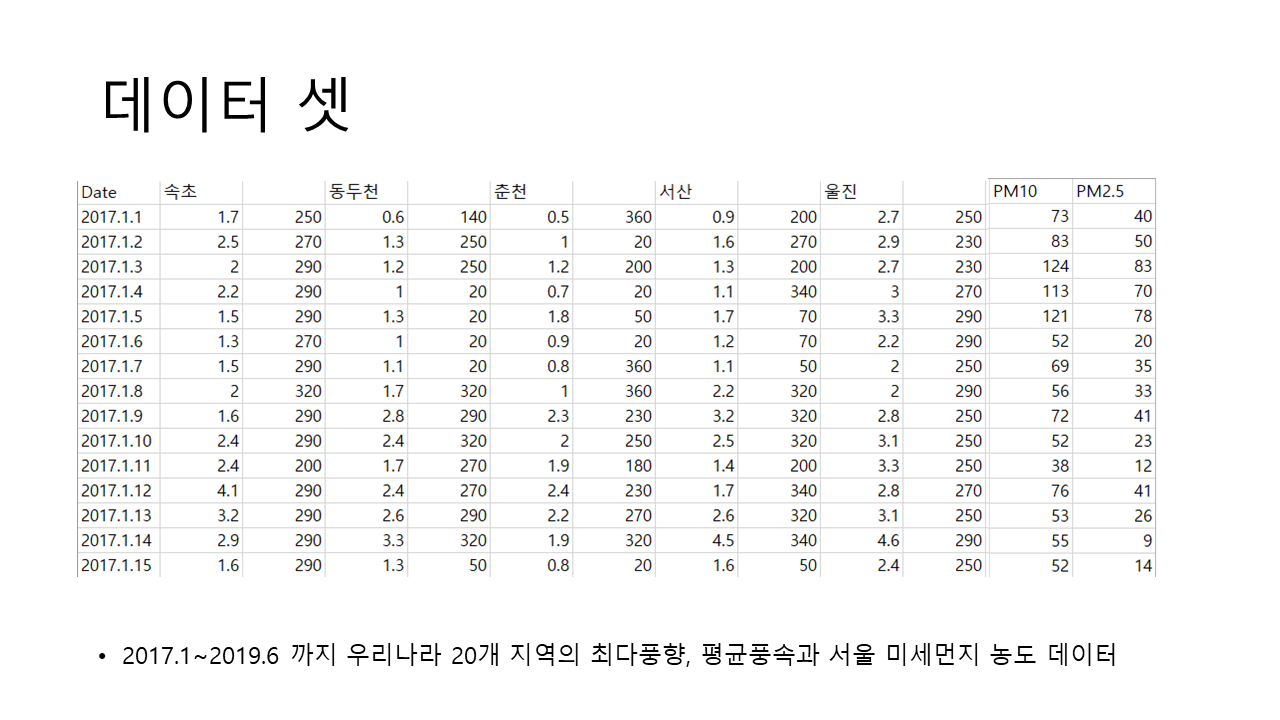 데이터 셋
Date 속초 동두천 춘천 서산 울진 PM10 PM2.5
2017.1.1 1.7 250 0.6 140 0.5 360 0.9 200 2.7 250 73 40
2017.1.2 2.5 270 1.3 250 1 20 1.6 270 2.9 230 83 50
2017.1.3 2 290 1.2 250 1.2 200 1.3 200 2.7 230 124 83
2017.1.4 2.2 290 1 20 0.7 20 1.1 340 3 270 113 70
2017.1.5 1.5 290 1.3 20 1.8 50 1.7 70 3.3 290 121 78
2017.1.6 1.3 270 1 20 0.9 20 1.2 70 2.2 290 52 20
2017.1.7 1.5 290 1.1 20 0.8 360 1.1 50 2 250 69 35
2017.1.8 2 320 1.7 320 1 360 2.2 320 2 290 56 33
2017.1.9 1.6 290 2.8 290 2.3 230 3.2 320 2.8 250 72 41
2017.1.10 2.4 290 2.4 320 2 250 2.5 320 3.1 250 52 23
2017.1.11 2.4 200 1.7 270 1.9 180 1.4 200 3.3 250 38 12
2017.1.12 4.1 290 2.4 270 2.4 230 1.7 340 2.8 270 76 41
2017.1.13 3.2 290 2.6 290 2.2 270 2.6 320 3.1 250 53 26
2017.1.14 2.9 290 3.3 320 1.9 320 4.5 340 4.6 290 55 9
2017.1.15 1.6 290 1.3 50 0.8 20 1.6 50 2.4 250 52 14
• 2017.1~2019.6 까지 우리나라 20개 지역의 최다풍향, 평균풍속과 서울 미세먼지 농도 데이터